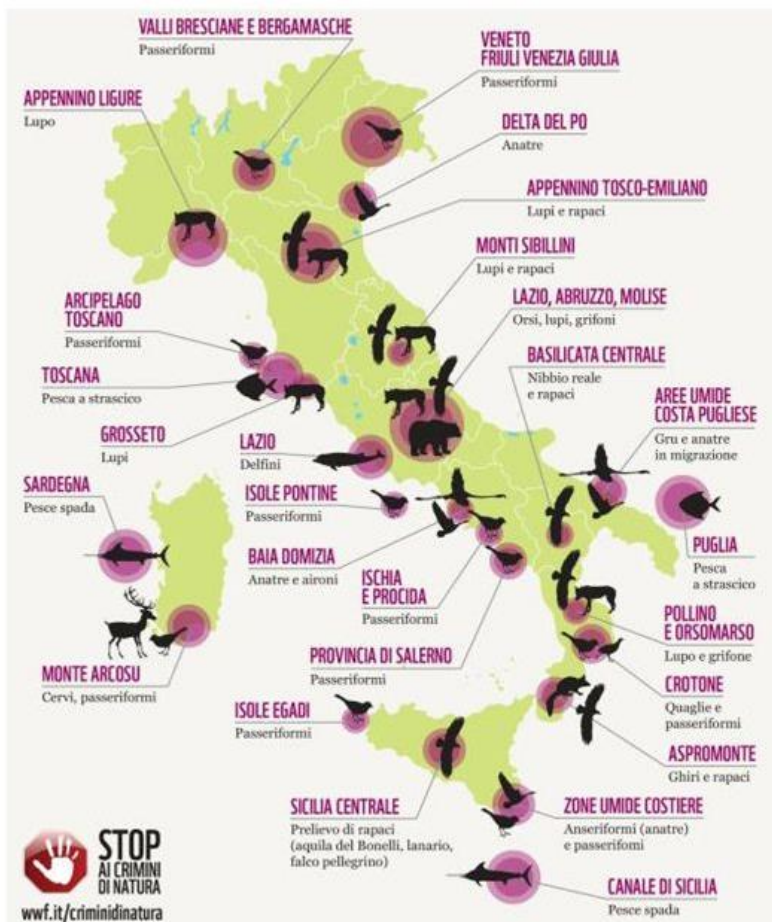 VALLI BRESCIANE E BERGAMASCHE
Passeriformi
VENETO
FRIULI VENEZIA GIULIA
Passeriformi
APPENNINO LIGURE
Lupo
DELTA DEL PO
Anatre
APPENNINO TOSCO-EMILIANO
Lupi e rapaci
MONTI SIBILLINI
Lupi e rapaci
ARCIPELAGO
TOSCANO
Passeriformi
LAZIO, ABRUZZO, MOLISE
Orsi, lupi, grifoni
BASILICATA CENTRALE
Nibbio reale
e rapaci
TOSCANA
Pesca a strascico
AREE UMIDE
COSTA PUGLIESE
Gru e anatre
in migrazione
GROSSETO
Lupi
LAZIO
Delfini
SARDEGNA
Pesce spada
ISOLE PONTINE
Passeriformi
BAIA DOMIZIA
Anatre e aironi
ISCHIA
E PROCIDA
Passeriformi
PUGLIA
Pesca
a strascico
POLLINO
E ORSOMARSO
Lupo e grifone
PROVINCIA DI SALERNO
Passeriformi
MONTE ARCOSU
Cervi, passeriformi
CROTONE
Quaglie e
passeriformi
ISOLE EGADI
Passeriformi
ASPROMONTE
Ghiri e rapaci
SICILIA CENTRALE
Prelievo di rapaci
(aquila del Bonelli, lanario,
falco pellegrino)
ZONE UMIDE COSTIERE
Anseriformi (anatre)
e passerifomi
CANALE DI SICILIA
Pesce spada
STOP
AI CRIMINI
DI NATURA
wwf.it/criminidinatura